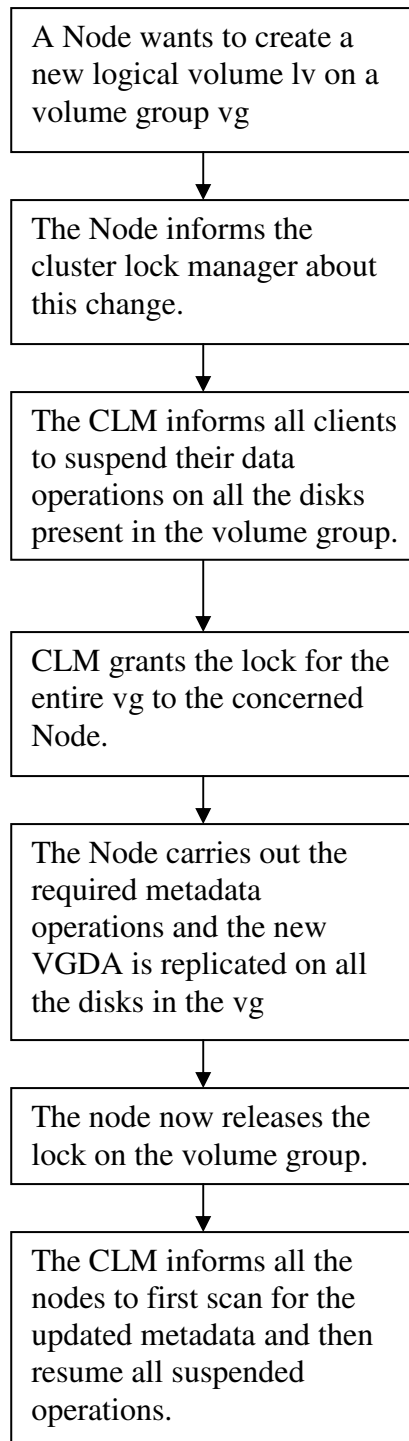 A Node wants to create a
new logical volume lv on a
volume group vg
The Node informs the
cluster lock manager about
this change.
The CLM informs all clients
to suspend their data
operations on all the disks
present in the volume group.
CLM grants the lock for the
entire vg to the concerned
Node.
The Node carries out the
required metadata
operations and the new
VGDA is replicated on all
the disks in the vg
The node now releases the
lock on the volume group.
The CLM informs all the
nodes to first scan for the
updated metadata and then
resume all suspended
operations.